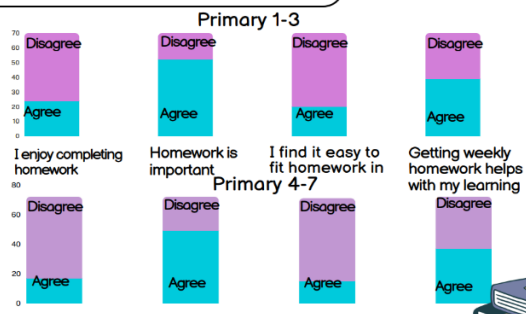 Primary 1-3
70
60
50
40
30
20
10
0
Disagree
Agree
Disagree
Agree
Disagree
Agree
Disagree
Agree
I enjoy completing
homework
Homework is
important
I find it easy to
fit homework in
Getting weekly
homework helps
with my learning
Primary 4-7
80
60
40
20
0
Disagree
Agree
Disagree
Agree
Disagree
Agree
Disagree
Agree